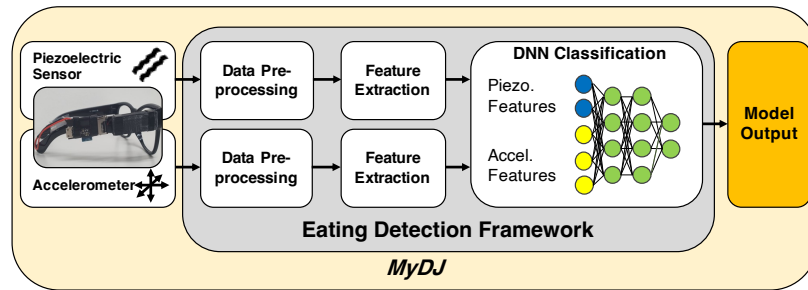 Piezoelectric
Sensor
Accelerometer
Data Pre-
processing
Feature
Extraction
Data Pre-
processing
Feature
Extraction
DNN Classification
Piezo.
Features
Accel.
Features
Model
Output
Eating Detection Framework
MyDJ